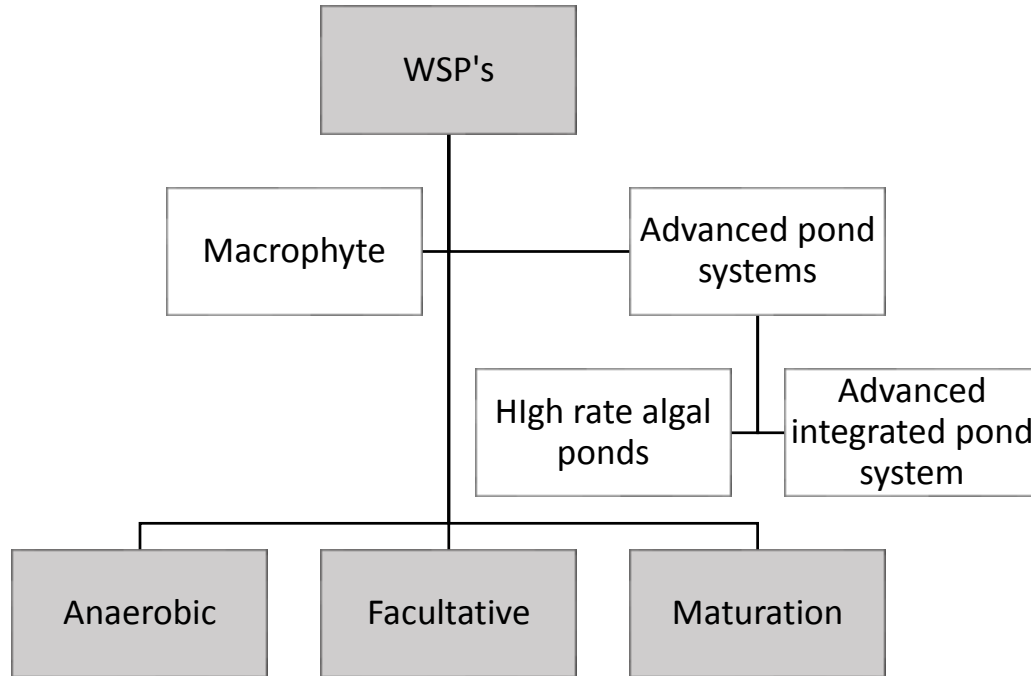 WSP's
Macrophyte
Advanced pond
systems
HIgh rate algal
ponds
Advanced
integrated pond
system
Anaerobic
Facultative
Maturation